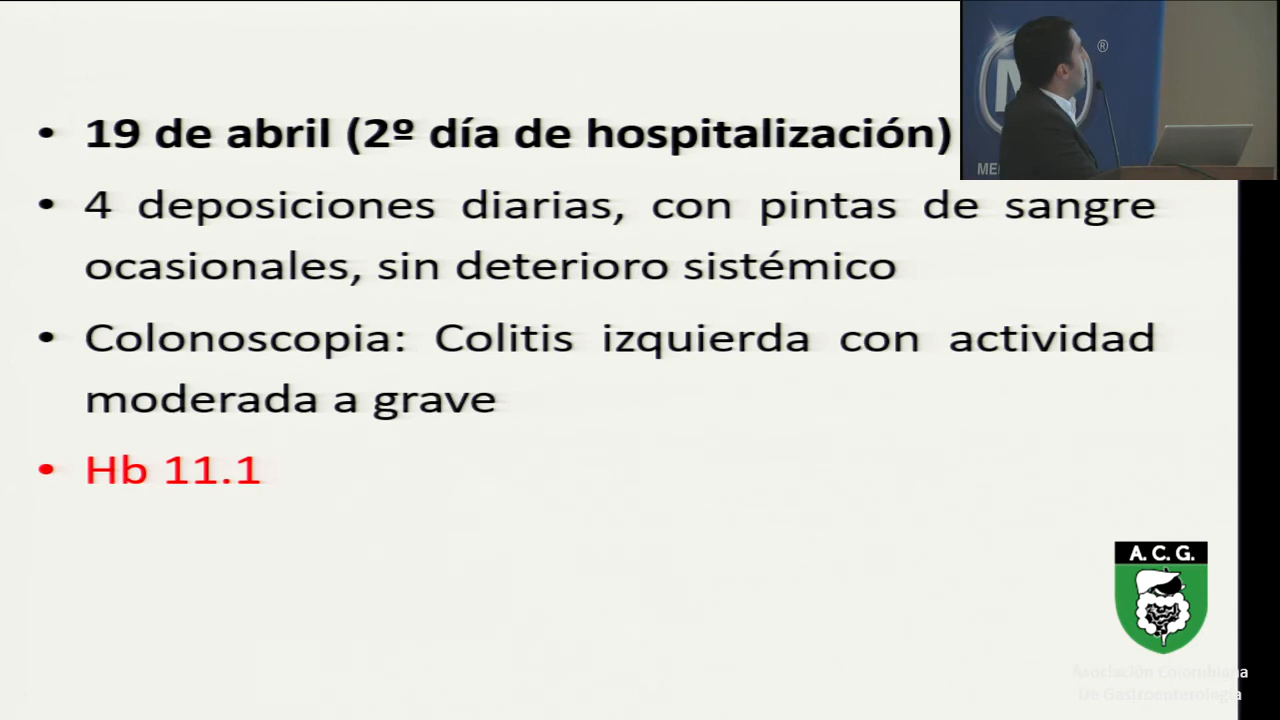 • 19 de abril (2º día de hospitalización)
• 4 deposiciones diarias, con pintas de sangre
ocasionales, sin deterioro sistémico
• Colonoscopia: Colitis izquierda con actividad
moderada a grave
• Hb 11.1
®
A. C. G.
Asociación Colombiana
De Gastroenterología